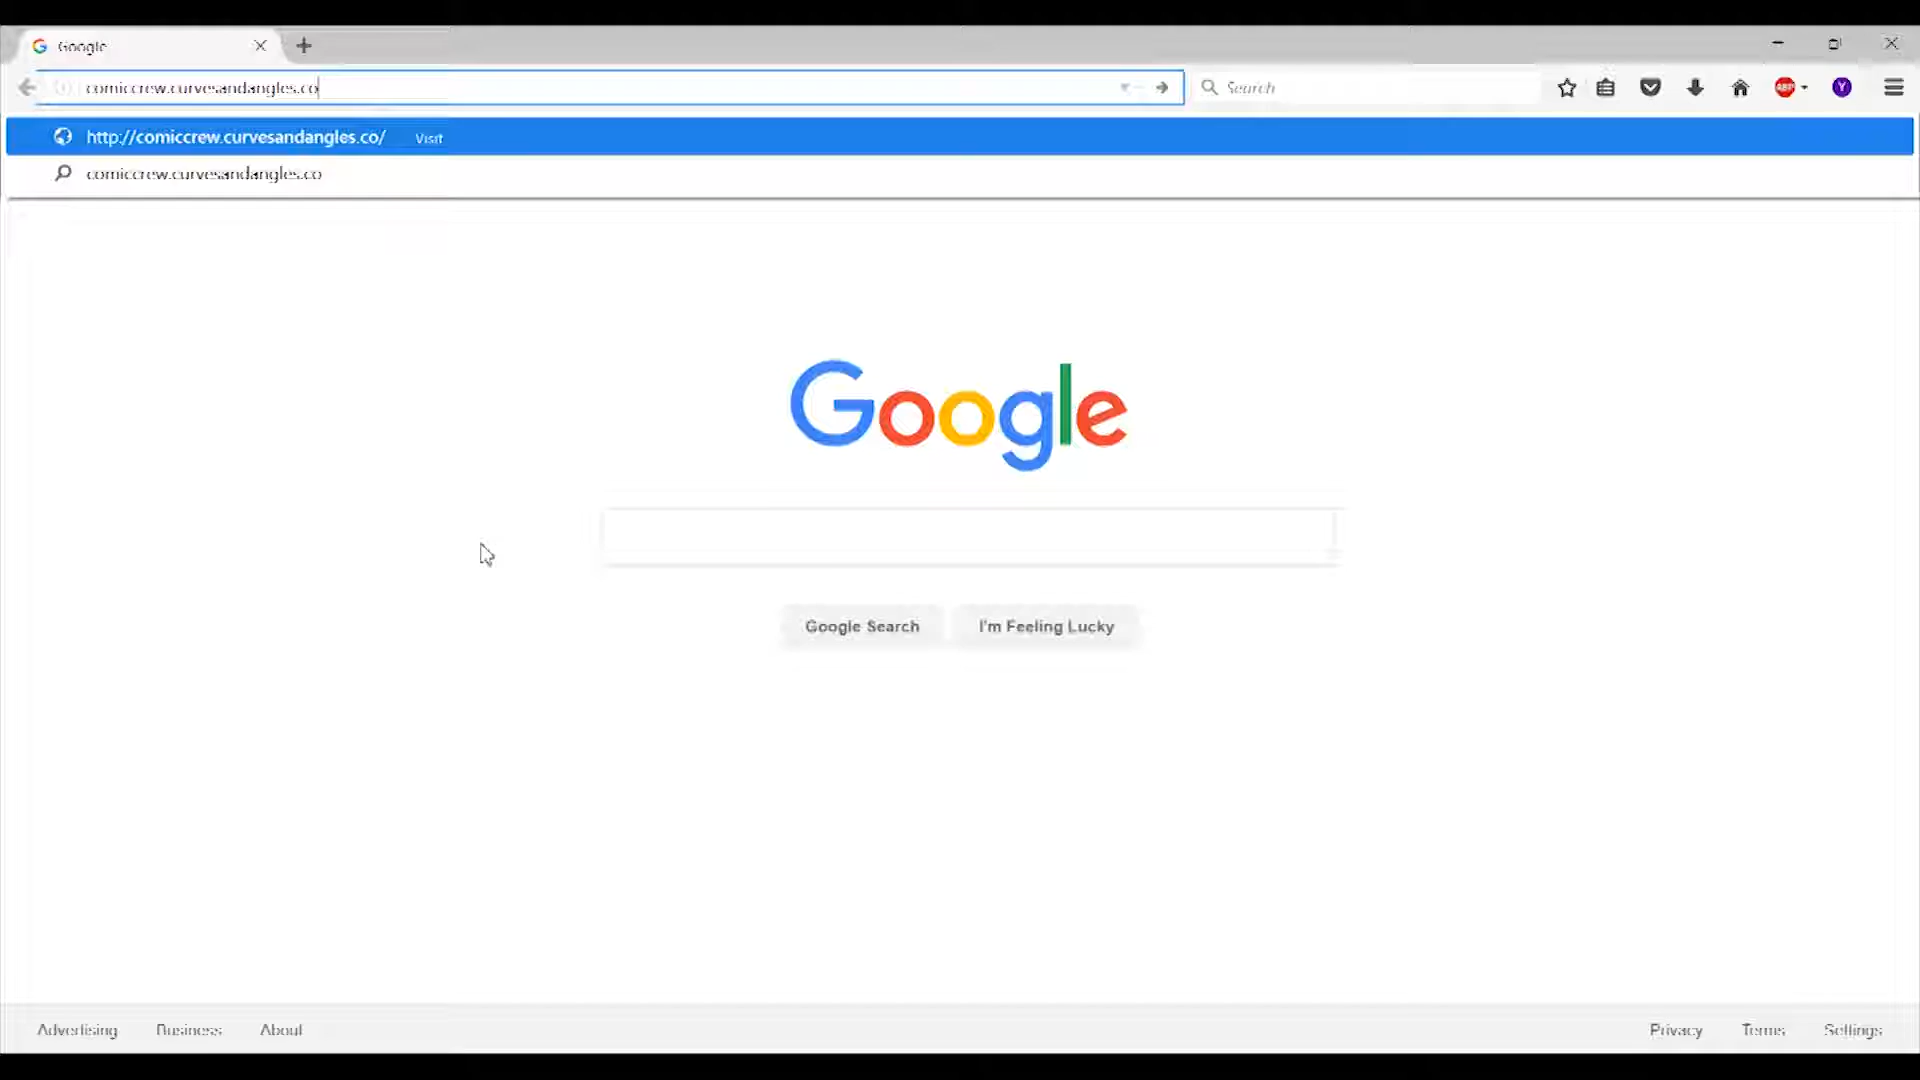 Google
comiccrew.curvesandangles.co
Search
ABP
Y
http://comiccrew.curvesandangles.co/ Visit
comiccrew.curvesandangles.co
Google
Google Search I'm Feeling Lucky
Advertising Business About Privacy Terms Settings